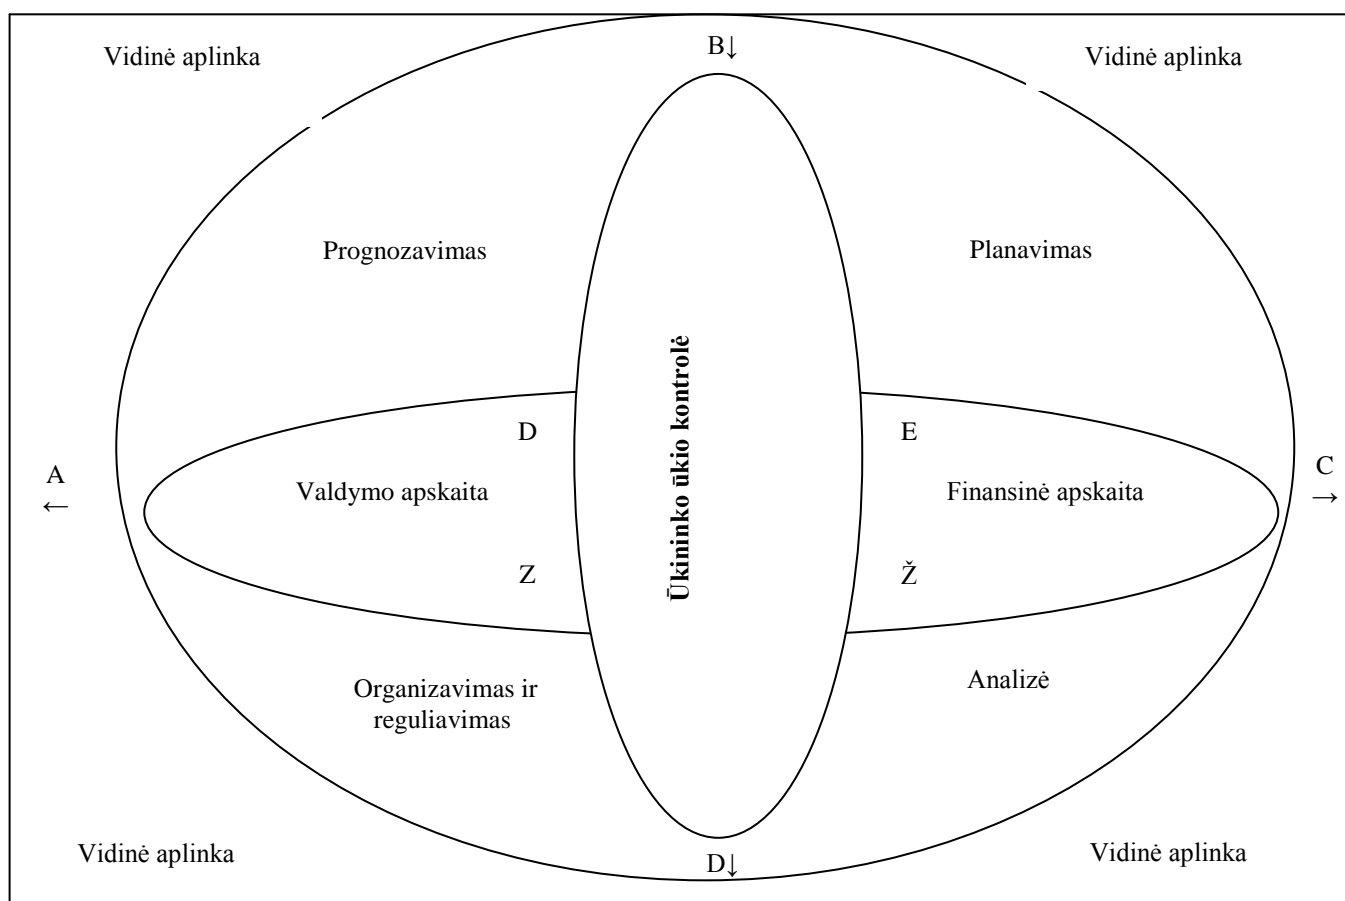 B↓
Vidinė aplinka
Vidinė aplinka
Prognozavimas
Planavimas
Ūkininko ūkio kontrolė
D
E
A
←
Valdymo apskaita
Finansinė apskaita
C
→
Z
Ž
Organizavimas ir
reguliavimas
Analizė
Vidinė aplinka
D↓
Vidinė aplinka